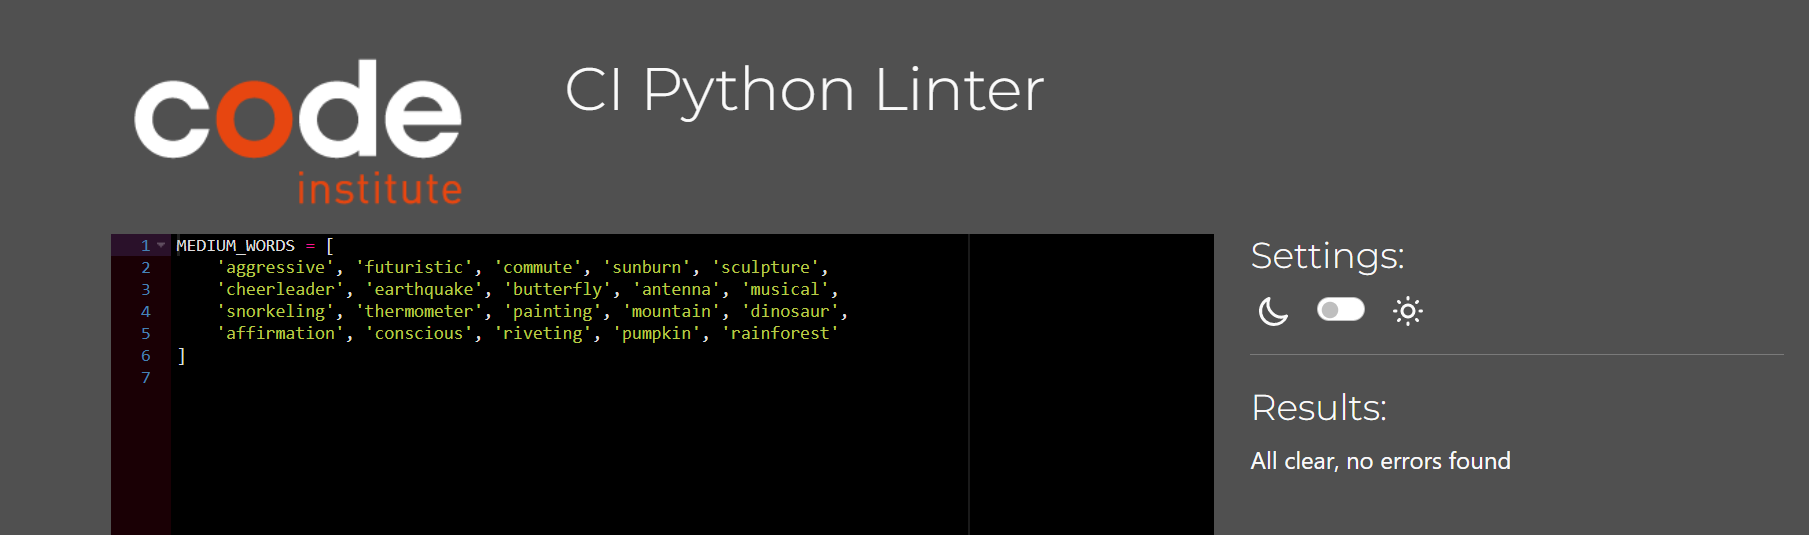 code
institute
CI Python Linter
1 MEDIUM_WORDS = [
2 'aggressive', 'futuristic', 'commute', 'sunburn', 'sculpture',
3 'cheerleader', 'earthquake', 'butterfly', 'antenna', 'musical',
4 'snorkeling', 'thermometer', 'painting', 'mountain', 'dinosaur',
5 'affirmation', 'conscious', 'riveting', 'pumpkin', 'rainforest'
6 ]
7
Settings:
Results:
All clear, no errors found